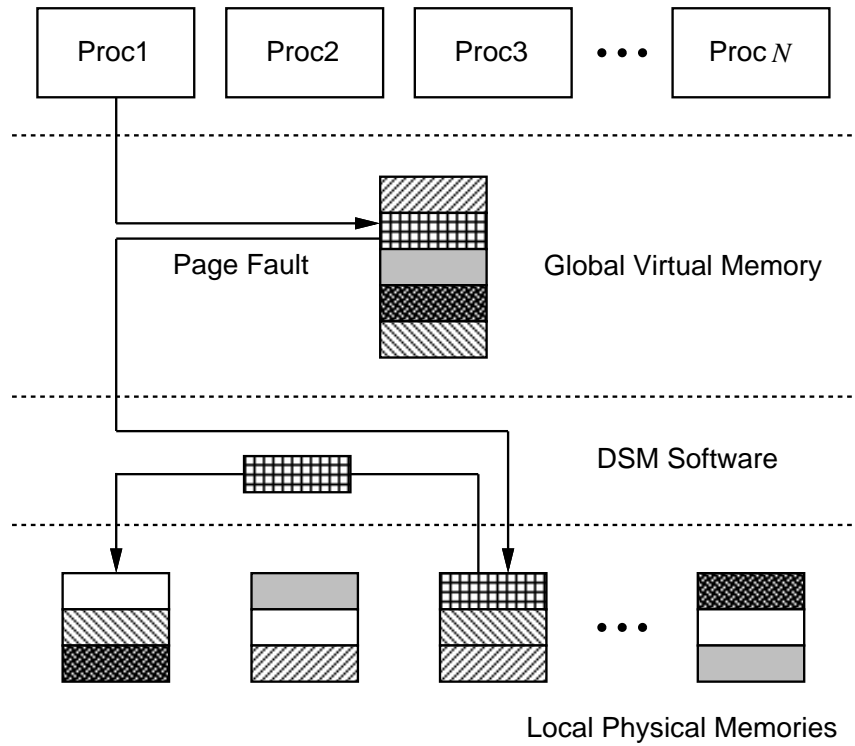 Proc1
Proc2
Proc3
Proc N
Page Fault
Global Virtual Memory
DSM Software
Local Physical Memories